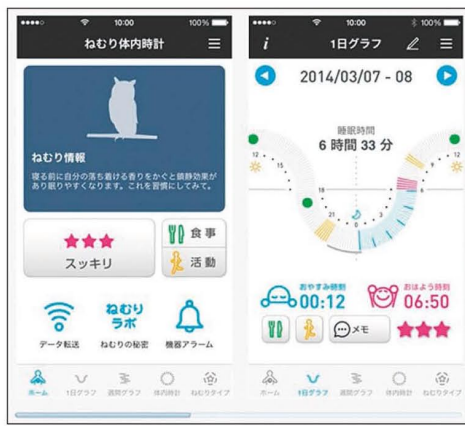 10:00
100%
ねむり体内時計
ねむり情報
寝る前に自分の落ち着ける香りをかぐと鎮静効果が
あり眠りやすくなります。これを習慣にしてみて。
スッキリ
食事
活動
ねむり
ラボ
データ転送
ねむりの秘密
機器アラーム
ホーム
1日グラフ
週間グラフ
体内時計
ねむりタイプ
10:00
100%
i
1日グラフ
2014/03/07 - 08
睡眠時間
6 時間 33 分
12
15
18
21
0
3
6
9
12
おやすみ時刻
00:12
おはよう時刻
06:50
メモ
ホーム
1日グラフ
週間グラフ
体内時計
ねむりタイプ